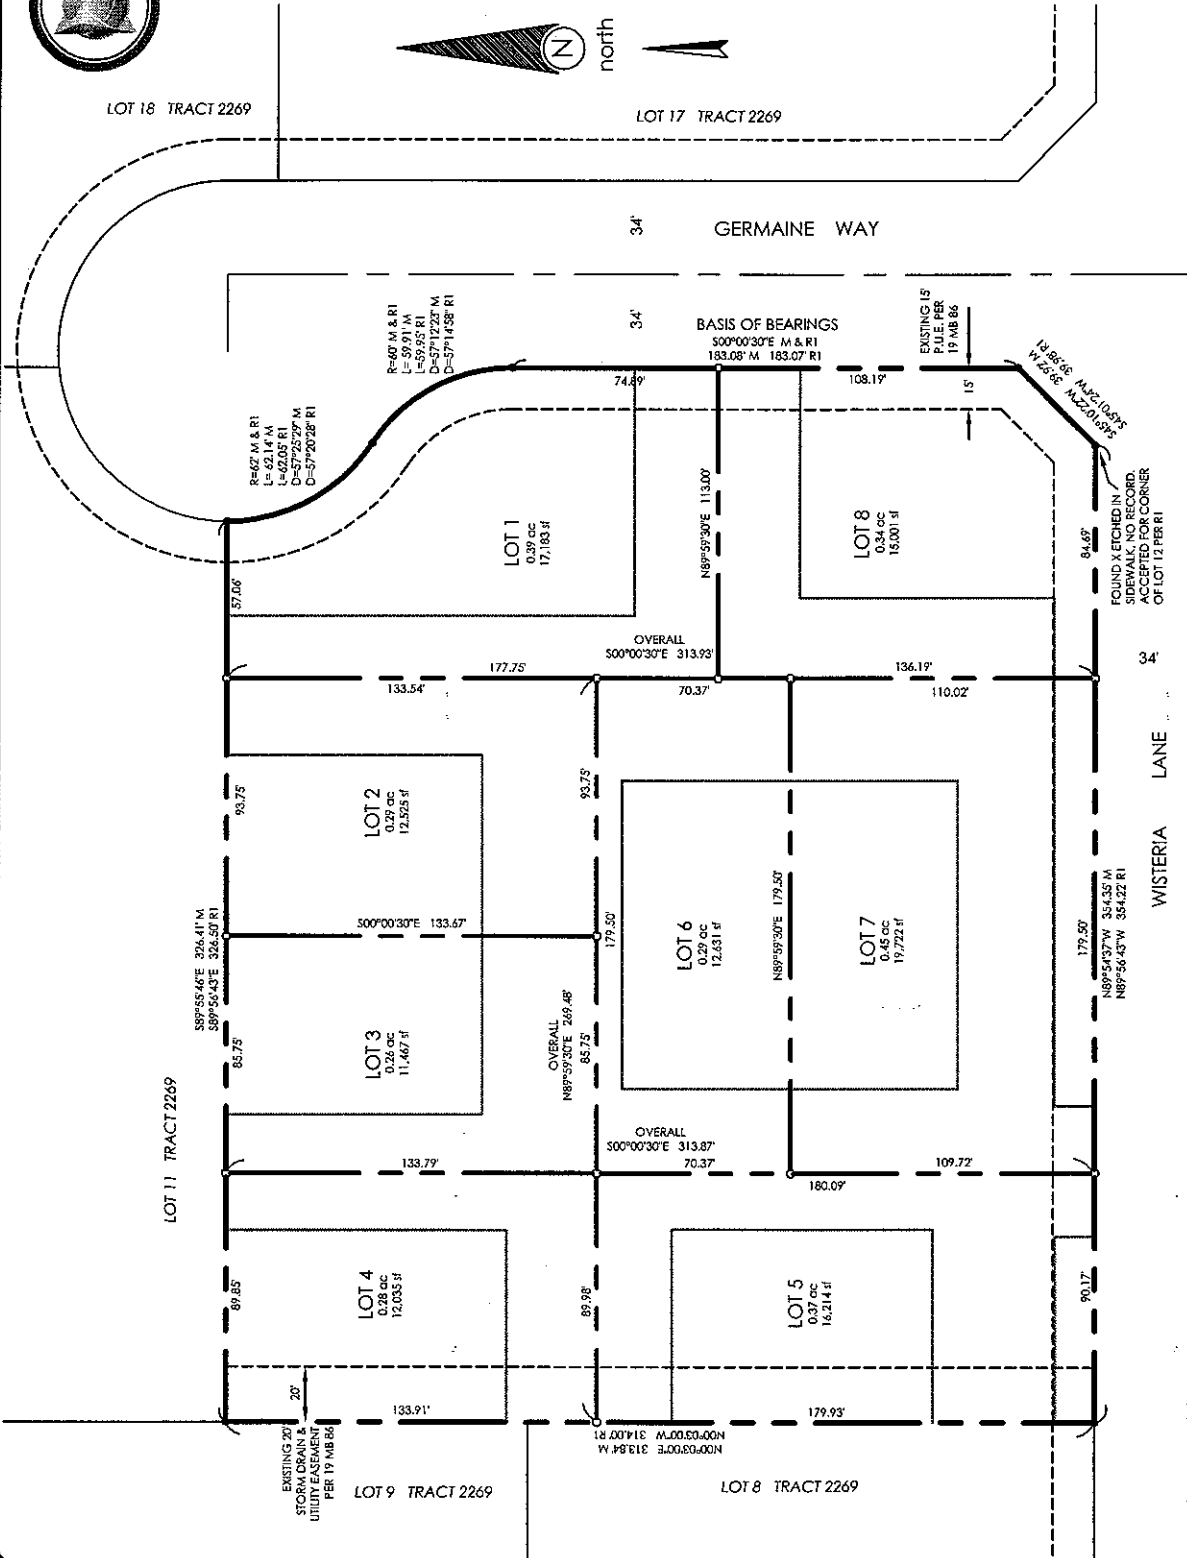 N
north
LOT 18 TRACT 2269
LOT 17 TRACT 2269
34'
GERMAINE WAY
34'
R=60' M & R1
L= 59.91' M
L=59.95' R1
D=57°12'23" M
D=57°14'58" R1
R=62' M & R1
L= 62.14' M
L=62.05' R1
D=57°25'29" M
D=57°20'28" R1
BASIS OF BEARINGS
S00°00'30"E M & R1
183.08' M 183.07' R1
74.89'
108.19'
EXISTING 15'
P.U.E. PER
19 MB 86
15'
S45°10'22"W 39.92' M
S45°01'24"W 39.98' R1
LOT 1
0.39 ac
17,183 sf
N89°59'30"E 113.00'
LOT 8
0.34 ac
15,001 sf
84.69'
FOUND X ETCHED IN
SIDEWALK, NO RECORD.
ACCEPTED FOR CORNER
OF LOT 12 PER R1
57.06'
OVERALL
S00°00'30"E 313.93'
177.75'
136.19'
133.54'
70.37'
110.02'
34'
WISTERIA LANE
93.75'
LOT 2
0.29 ac
12,525 sf
93.75'
S00°00'30"E 133.67'
S89°55'46"E 326.41' M
S89°56'43"E 326.50' R1
179.50'
LOT 6
0.29 ac
12,631 sf
N89°59'30"E 179.50'
LOT 7
0.45 ac
19,722 sf
179.50'
N89°54'37"W 354.35' M
N89°56'43"W 354.22' R1
LOT 3
0.26 ac
11,467 sf
85.75'
OVERALL
N89°59'30"E 269.48'
85.75'
LOT 11 TRACT 2269
OVERALL
S00°00'30"E 313.87'
133.79'
70.37'
109.72'
180.09'
89.85'
LOT 4
0.28 ac
12,035 sf
89.98'
LOT 5
0.37 ac
16,214 sf
90.17'
20'
133.91'
179.93'
EXISTING 20'
STORM DRAIN &
UTILITY EASEMENT
PER 19 MB 86
N00°03'00"W 314.00' R1
N00°03'00"E 313.84' M
LOT 9 TRACT 2269
LOT 8 TRACT 2269